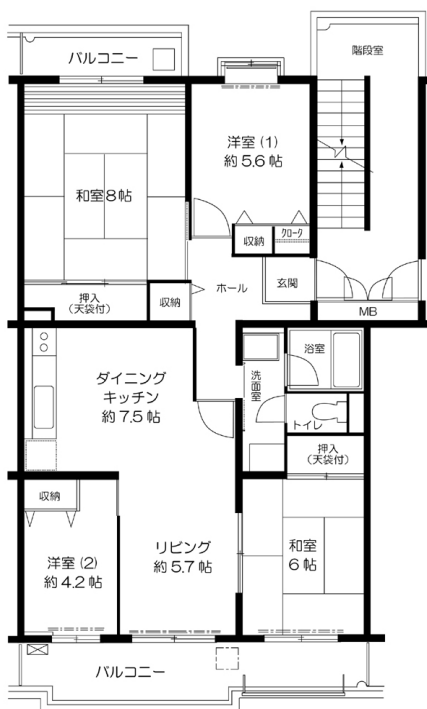 バルコニー
階段室
洋室(1)
約5.6帖
和室8帖
収納
クローク
押入
(天袋付)
収納
ホール
玄関
MB
浴室
洗面室
ダイニング
キッチン
約7.5帖
トイレ
押入
(天袋付)
収納
洋室(2)
約4.2帖
リビング
約5.7帖
和室
6帖
バルコニー